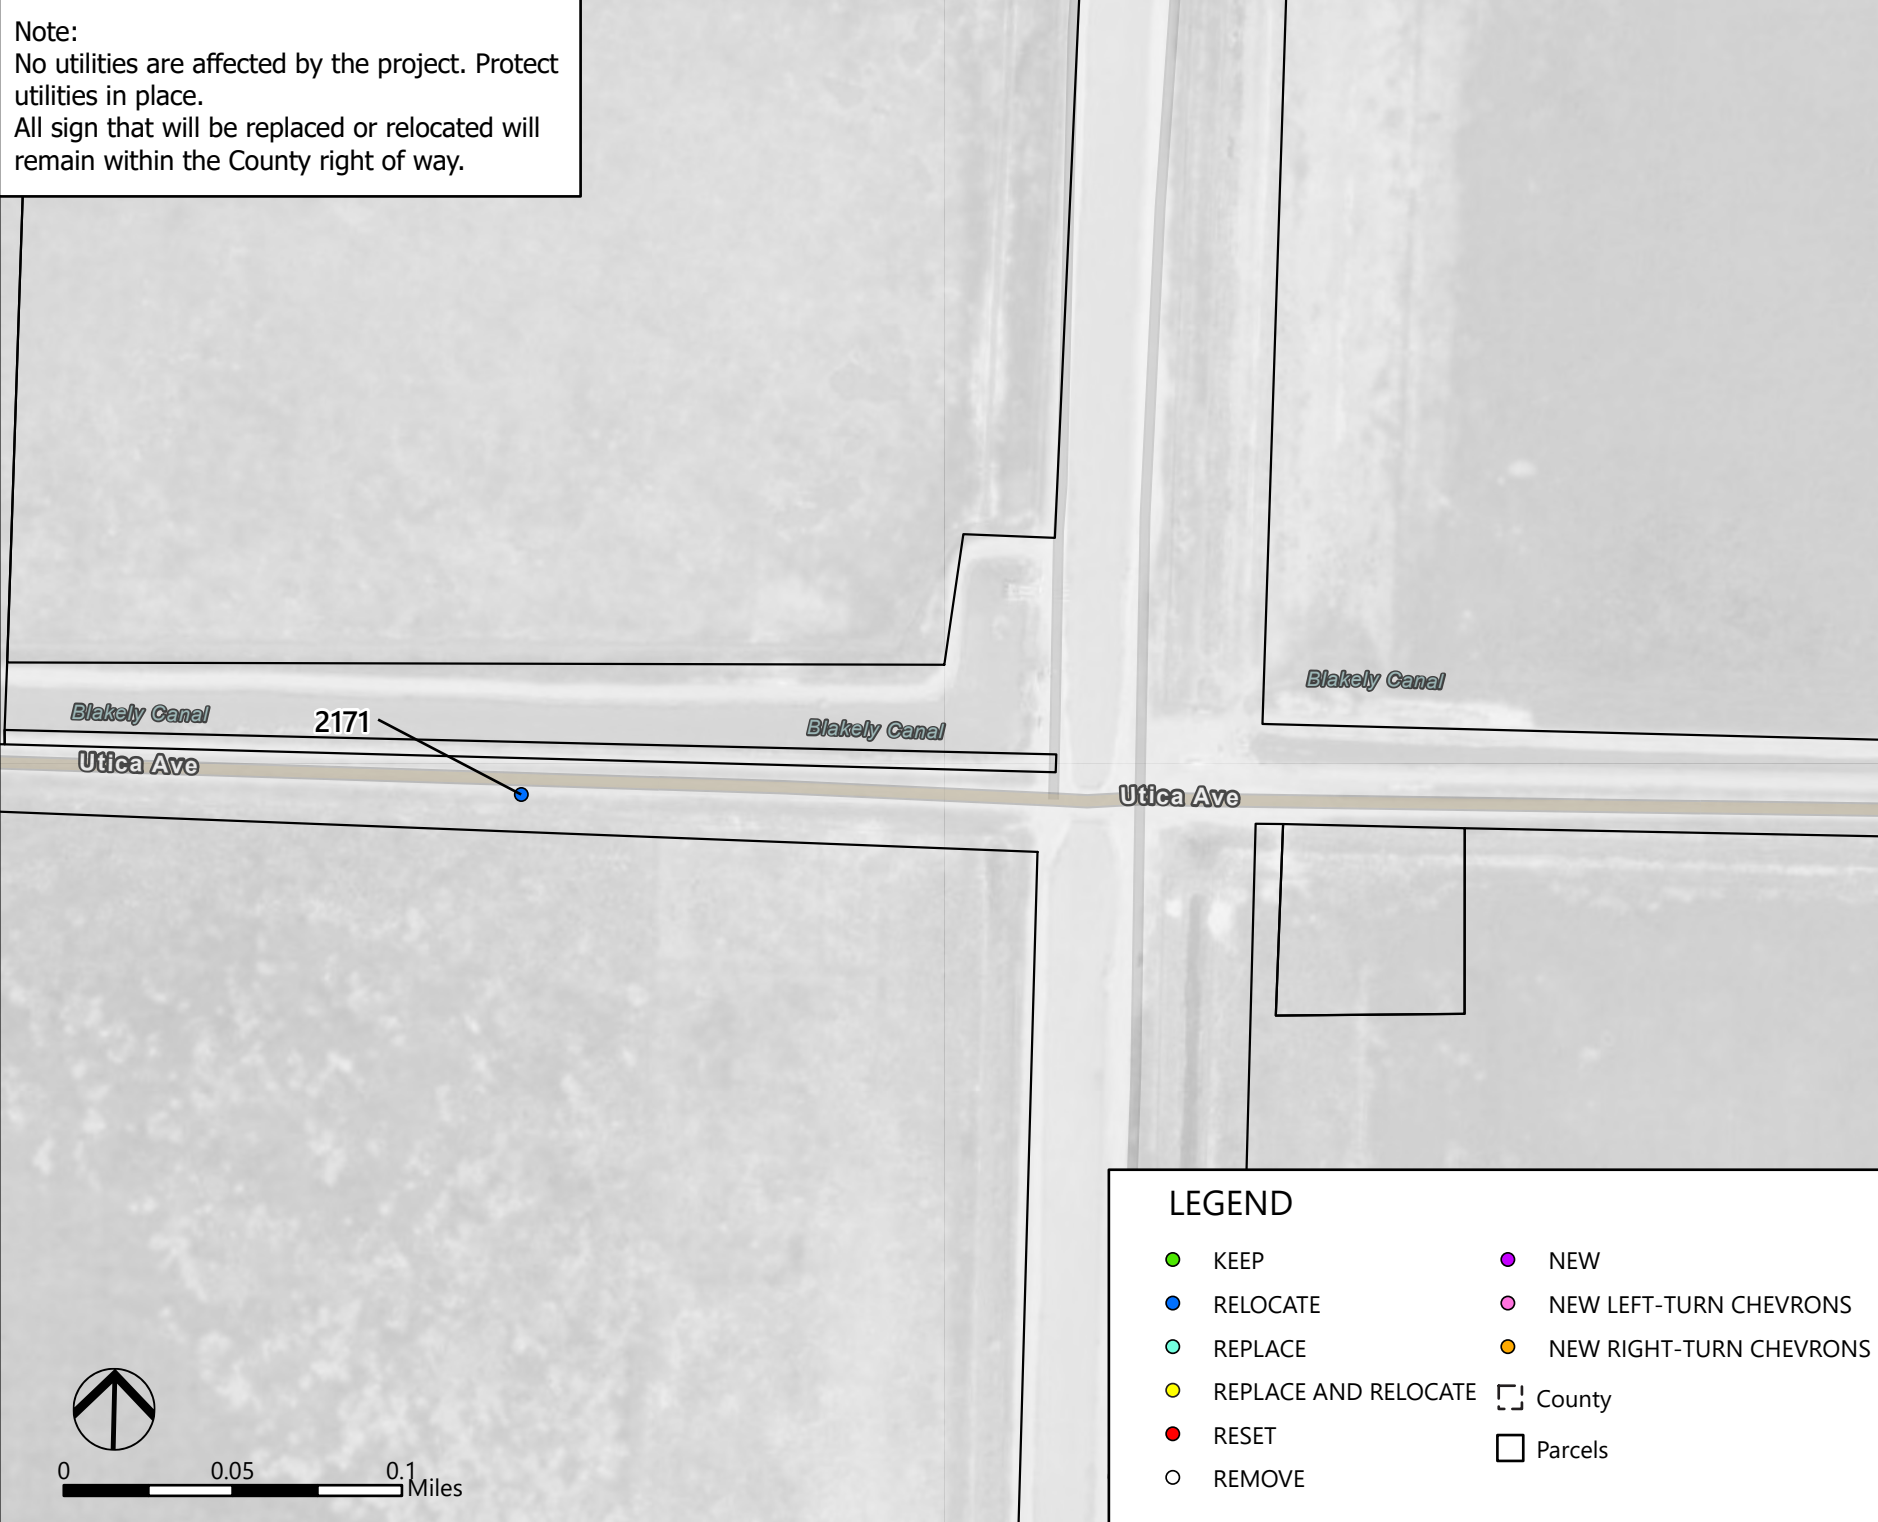 Note:
No utilities are affected by the project. Protect
utilities in place.
All sign that will be replaced or relocated will
remain within the County right of way.
Blakely Canal
Blakely Canal
2171
Blakely Canal
Utica Ave
Utica Ave
LEGEND
KEEP
RELOCATE
REPLACE
REPLACE AND RELOCATE
RESET
REMOVE
NEW
NEW LEFT-TURN CHEVRONS
NEW RIGHT-TURN CHEVRONS
County
Parcels
0 0.05 0.1
Miles